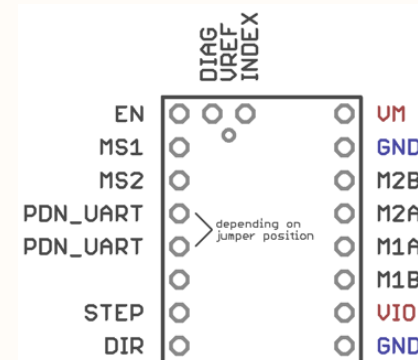 DIAG
VREF
INDEX
EN
VM
MS1
GND
MS2
M2B
PDN_UART
M2A
depending on
jumper position
PDN_UART
M1A
M1B
STEP
VIO
DIR
GND